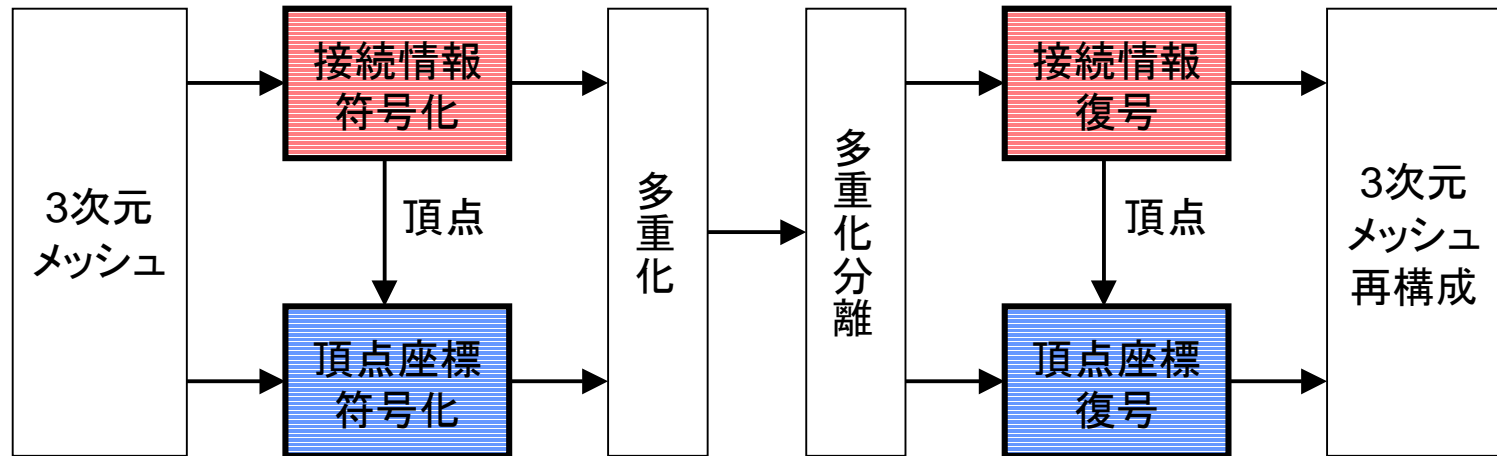 3次元
メッシュ
接続情報
符号化
頂点
頂点座標
符号化
多重化
多重化分離
接続情報
復号
頂点
頂点座標
復号
3次元
メッシュ
再構成